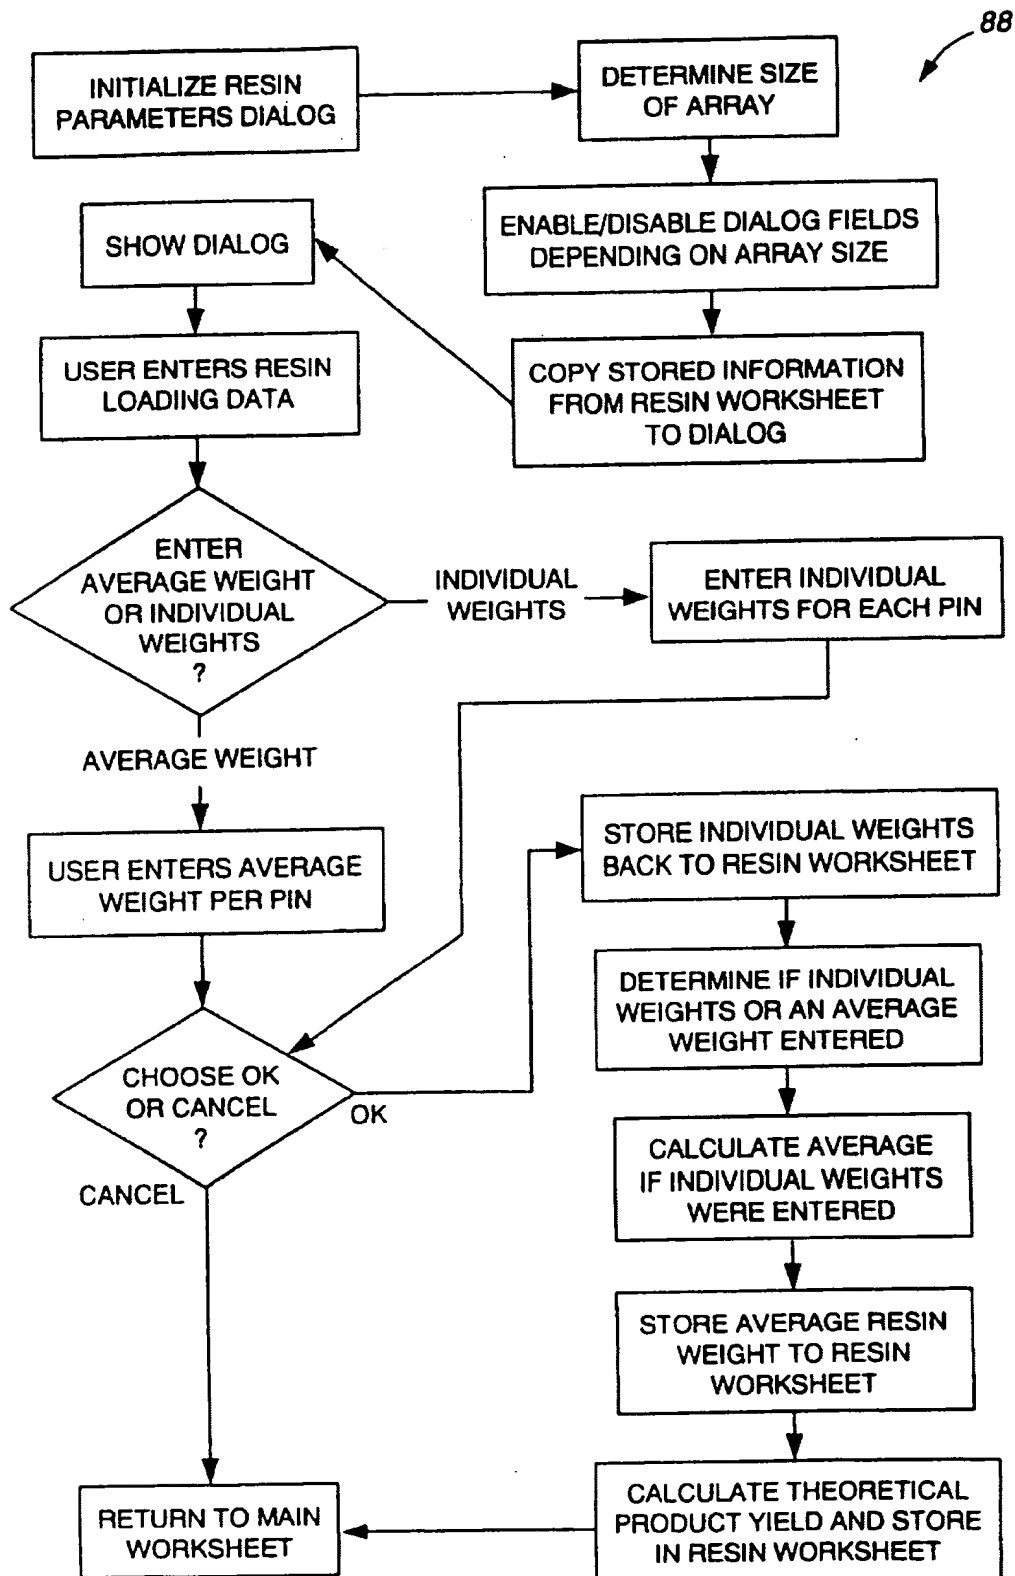 88
INITIALIZE RESIN
PARAMETERS DIALOG
DETERMINE SIZE
OF ARRAY
ENABLE/DISABLE DIALOG FIELDS
DEPENDING ON ARRAY SIZE
COPY STORED INFORMATION
FROM RESIN WORKSHEET
TO DIALOG
SHOW DIALOG
USER ENTERS RESIN
LOADING DATA
ENTER
AVERAGE WEIGHT
OR INDIVIDUAL
WEIGHTS
?
INDIVIDUAL
WEIGHTS
ENTER INDIVIDUAL
WEIGHTS FOR EACH PIN
AVERAGE WEIGHT
USER ENTERS AVERAGE
WEIGHT PER PIN
CHOOSE OK
OR CANCEL
?
OK
CANCEL
STORE INDIVIDUAL WEIGHTS
BACK TO RESIN WORKSHEET
DETERMINE IF INDIVIDUAL
WEIGHTS OR AN AVERAGE
WEIGHT ENTERED
CALCULATE AVERAGE
IF INDIVIDUAL WEIGHTS
WERE ENTERED
STORE AVERAGE RESIN
WEIGHT TO RESIN
WORKSHEET
CALCULATE THEORETICAL
PRODUCT YIELD AND STORE
IN RESIN WORKSHEET
RETURN TO MAIN
WORKSHEET